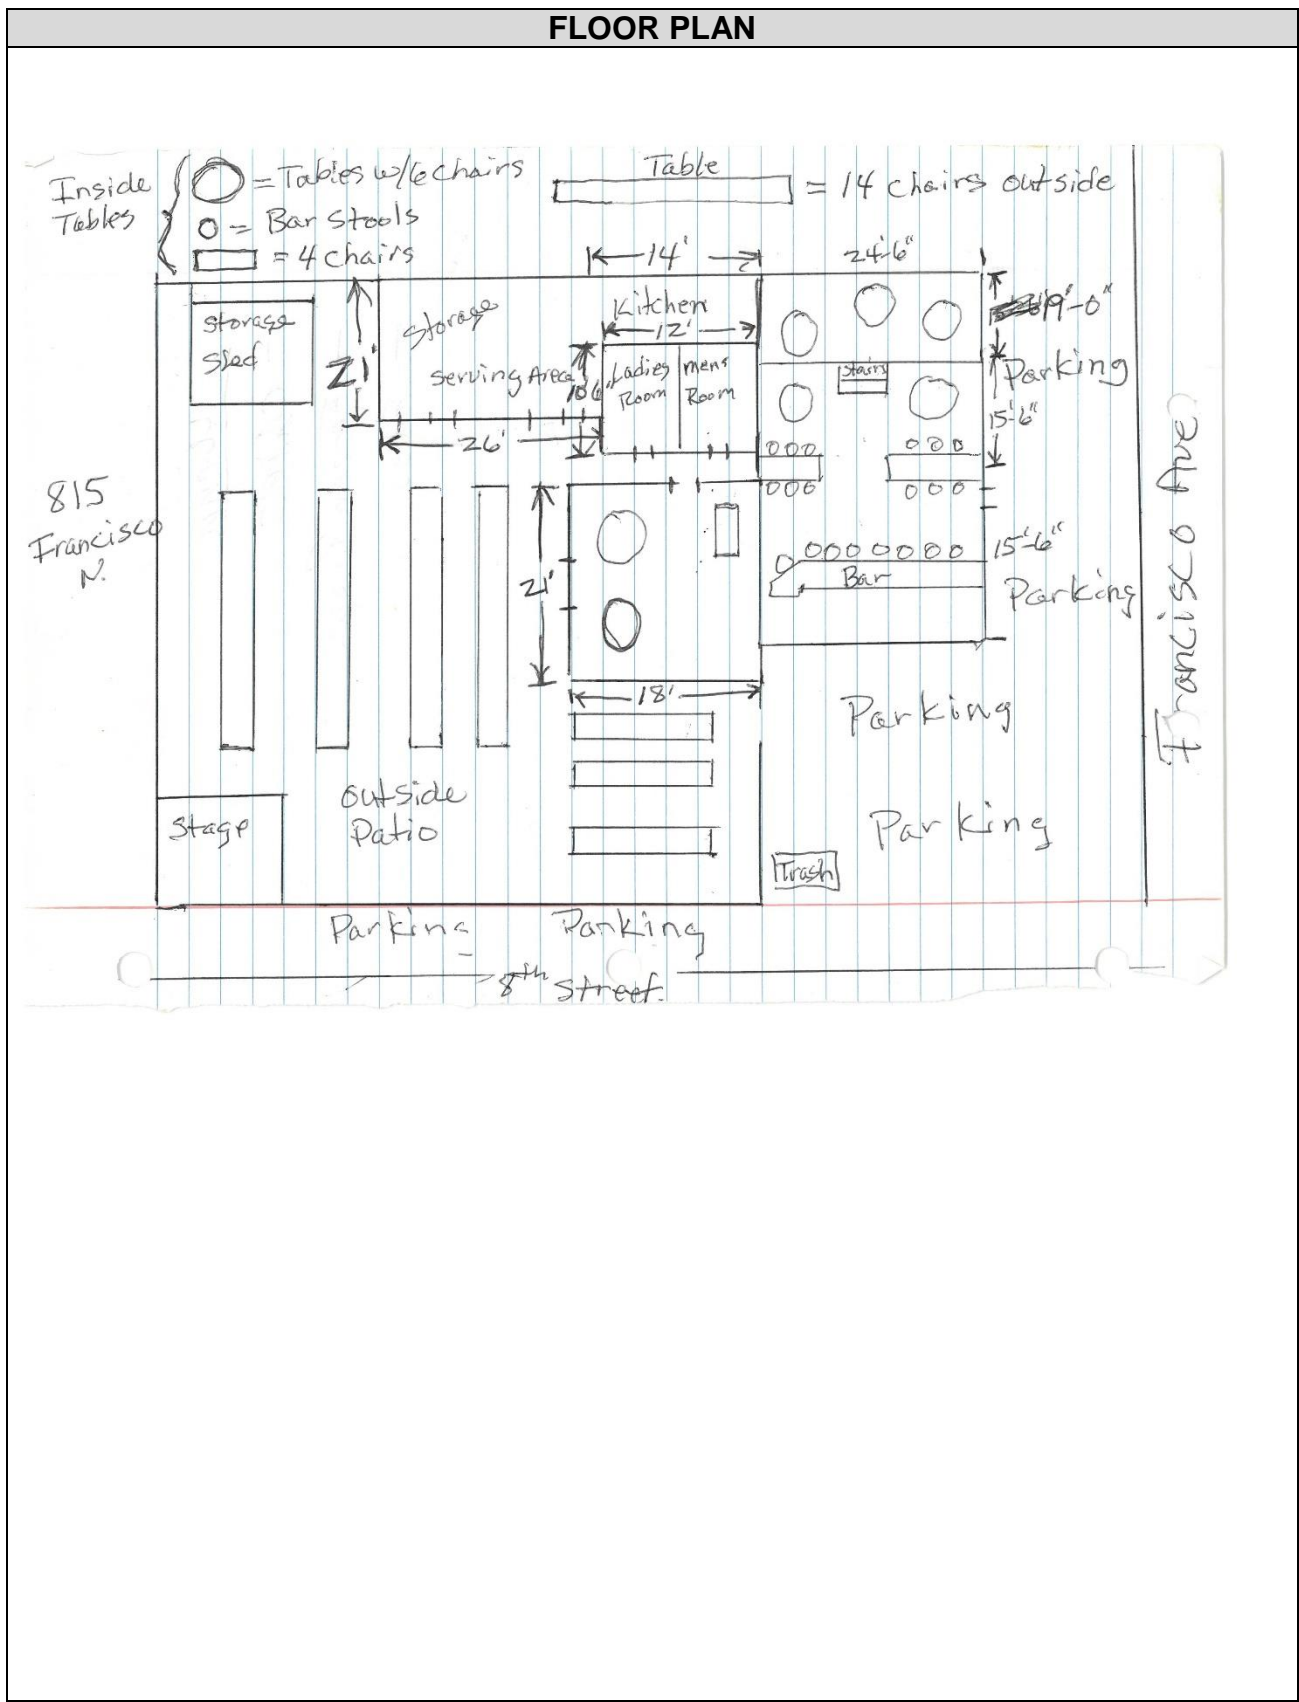 FLOOR PLAN
Inside
Tables
= Tables w/6 chairs
= Bar Stools
= 4 chairs
Table
= 14 chairs outside
14'
24'-6"
9'-0"
Storage
Shed
21'
Storage
Serving Area
26'
Kitchen
12'
10'6"
Ladies
Room
mens
Room
Stairs
Parking
15'-6"
815
Francisco
N.
21'
18'
Bar
15'-6"
Parking
Francisco Ave
Parking
Parking
Stage
outside
Patio
Trash
Parking
Parking
8th Street.